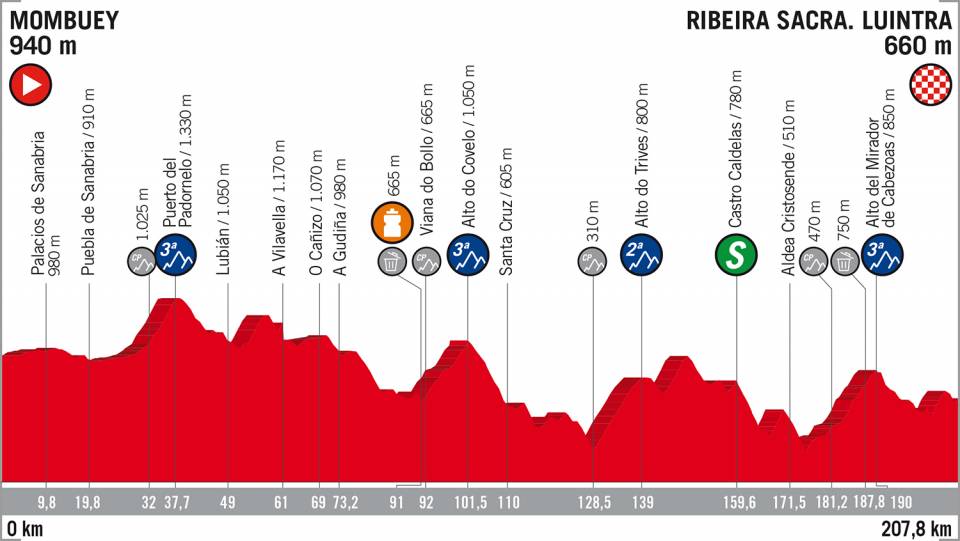 MOMBUEY
940 m
RIBEIRA SACRA. LUINTRA
660 m
Palacios de Sanabria
980 m
Puebla de Sanabria / 910 m
1.025 m
CP
Puerto del
Padornelo / 1.330 m
3ª
Lubián / 1.050 m
A Vilavella / 1.170 m
O Cañizo / 1.070 m
A Gudiña / 980 m
665 m
Viana do Bollo / 665 m
CP
Alto do Covelo / 1.050 m
3ª
Santa Cruz / 605 m
310 m
CP
Alto do Trives / 800 m
2ª
Castro Caldelas / 780 m
S
Aldea Cristosende / 510 m
470 m
CP
750 m
Alto del Mirador
de Cabezoas / 850 m
3ª
9,8 19,8 32 37,7 49 61 69 73,2 91 92 101,5 110 128,5 139 159,6 171,5 181,2 187,8 190
0 km
207,8 km